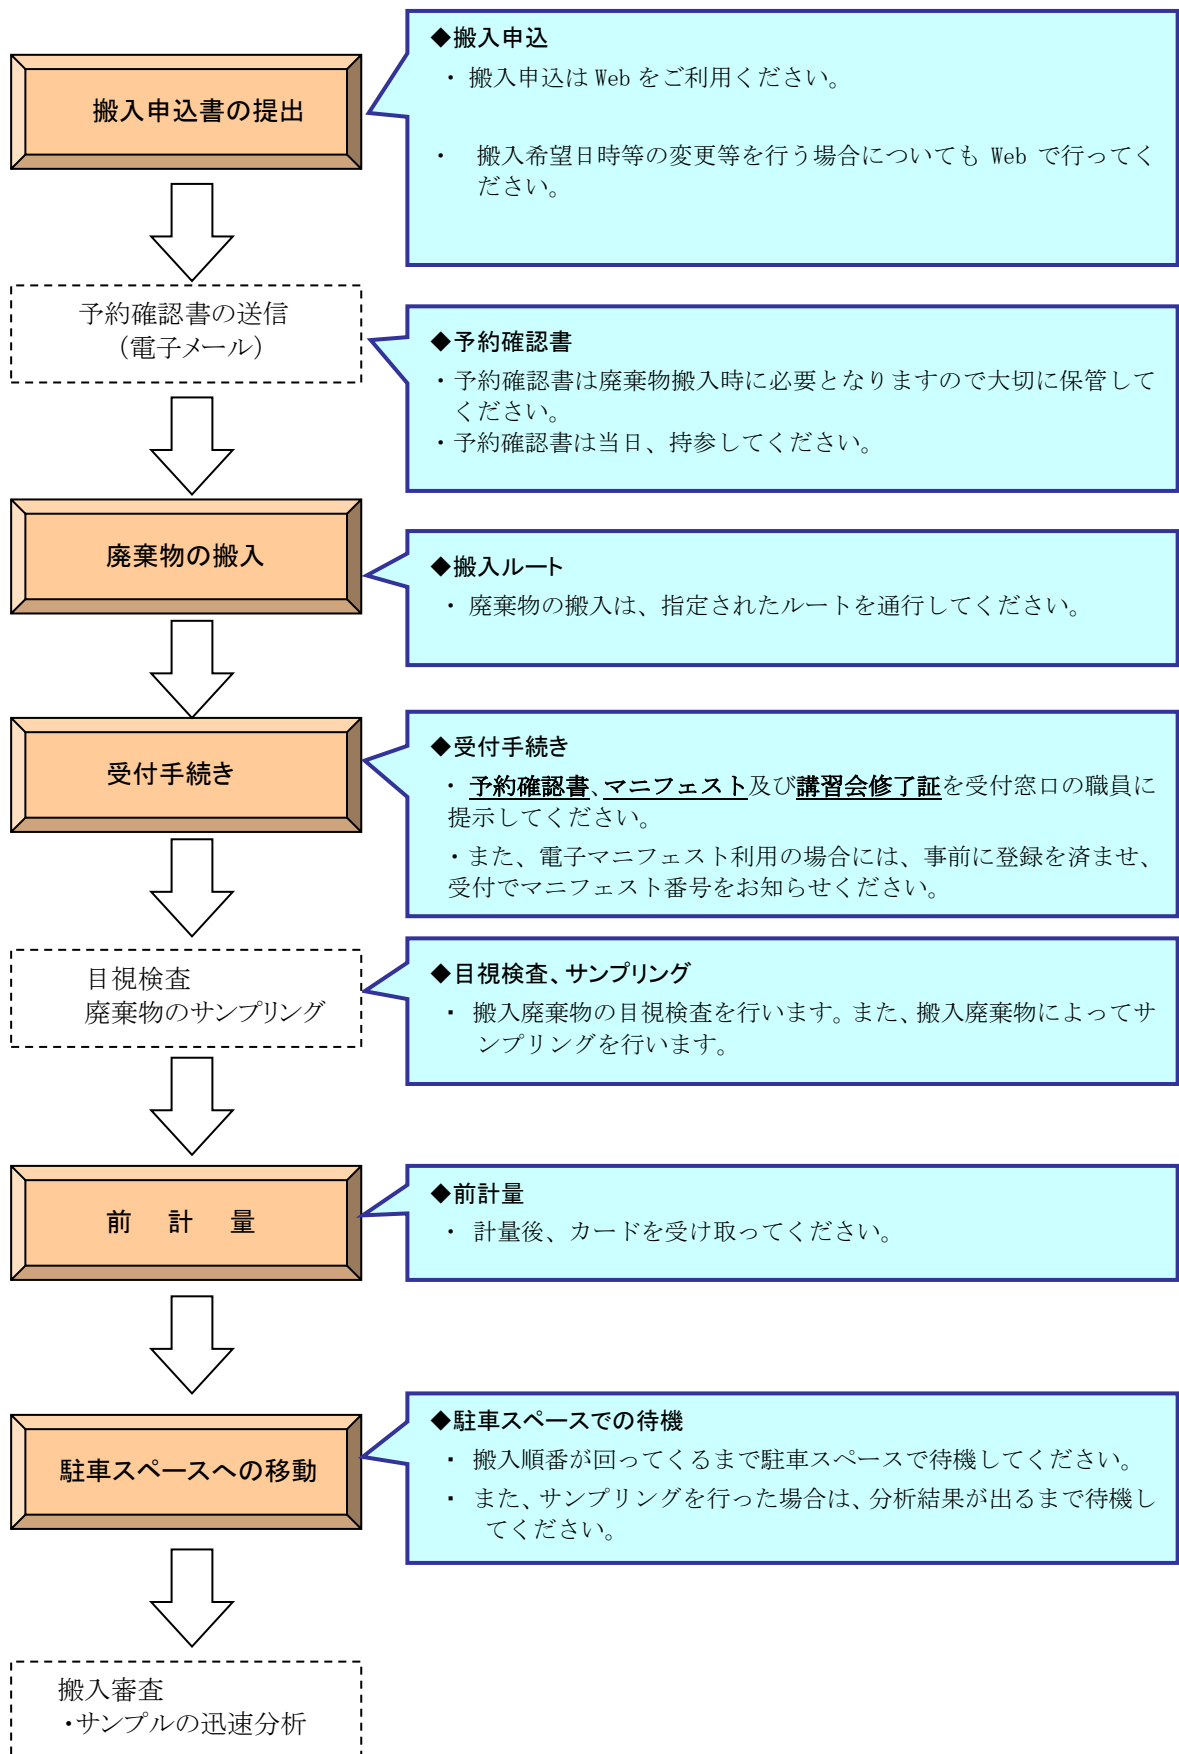 搬入申込書の提出
◆搬入申込
・ 搬入申込は Web をご利用ください。
・ 搬入希望日時等の変更等を行う場合についても Web で行ってく
ださい。
予約確認書の送信
（電子メール）
◆予約確認書
・予約確認書は廃棄物搬入時に必要となりますので大切に保管して
ください。
・予約確認書は当日、持参してください。
廃棄物の搬入
◆搬入ルート
・ 廃棄物の搬入は、指定されたルートを通行してください。
受付手続き
◆受付手続き
・ 予約確認書、マニフェスト及び講習会修了証を受付窓口の職員に
提示してください。
・また、電子マニフェスト利用の場合には、事前に登録を済ませ、
受付でマニフェスト番号をお知らせください。
目視検査
廃棄物のサンプリング
◆目視検査、サンプリング
・ 搬入廃棄物の目視検査を行います。また、搬入廃棄物によってサ
ンプリングを行います。
前 計 量
◆前計量
・ 計量後、カードを受け取ってください。
駐車スペースへの移動
◆駐車スペースでの待機
・ 搬入順番が回ってくるまで駐車スペースで待機してください。
・ また、サンプリングを行った場合は、分析結果が出るまで待機し
てください。
搬入審査
・サンプルの迅速分析